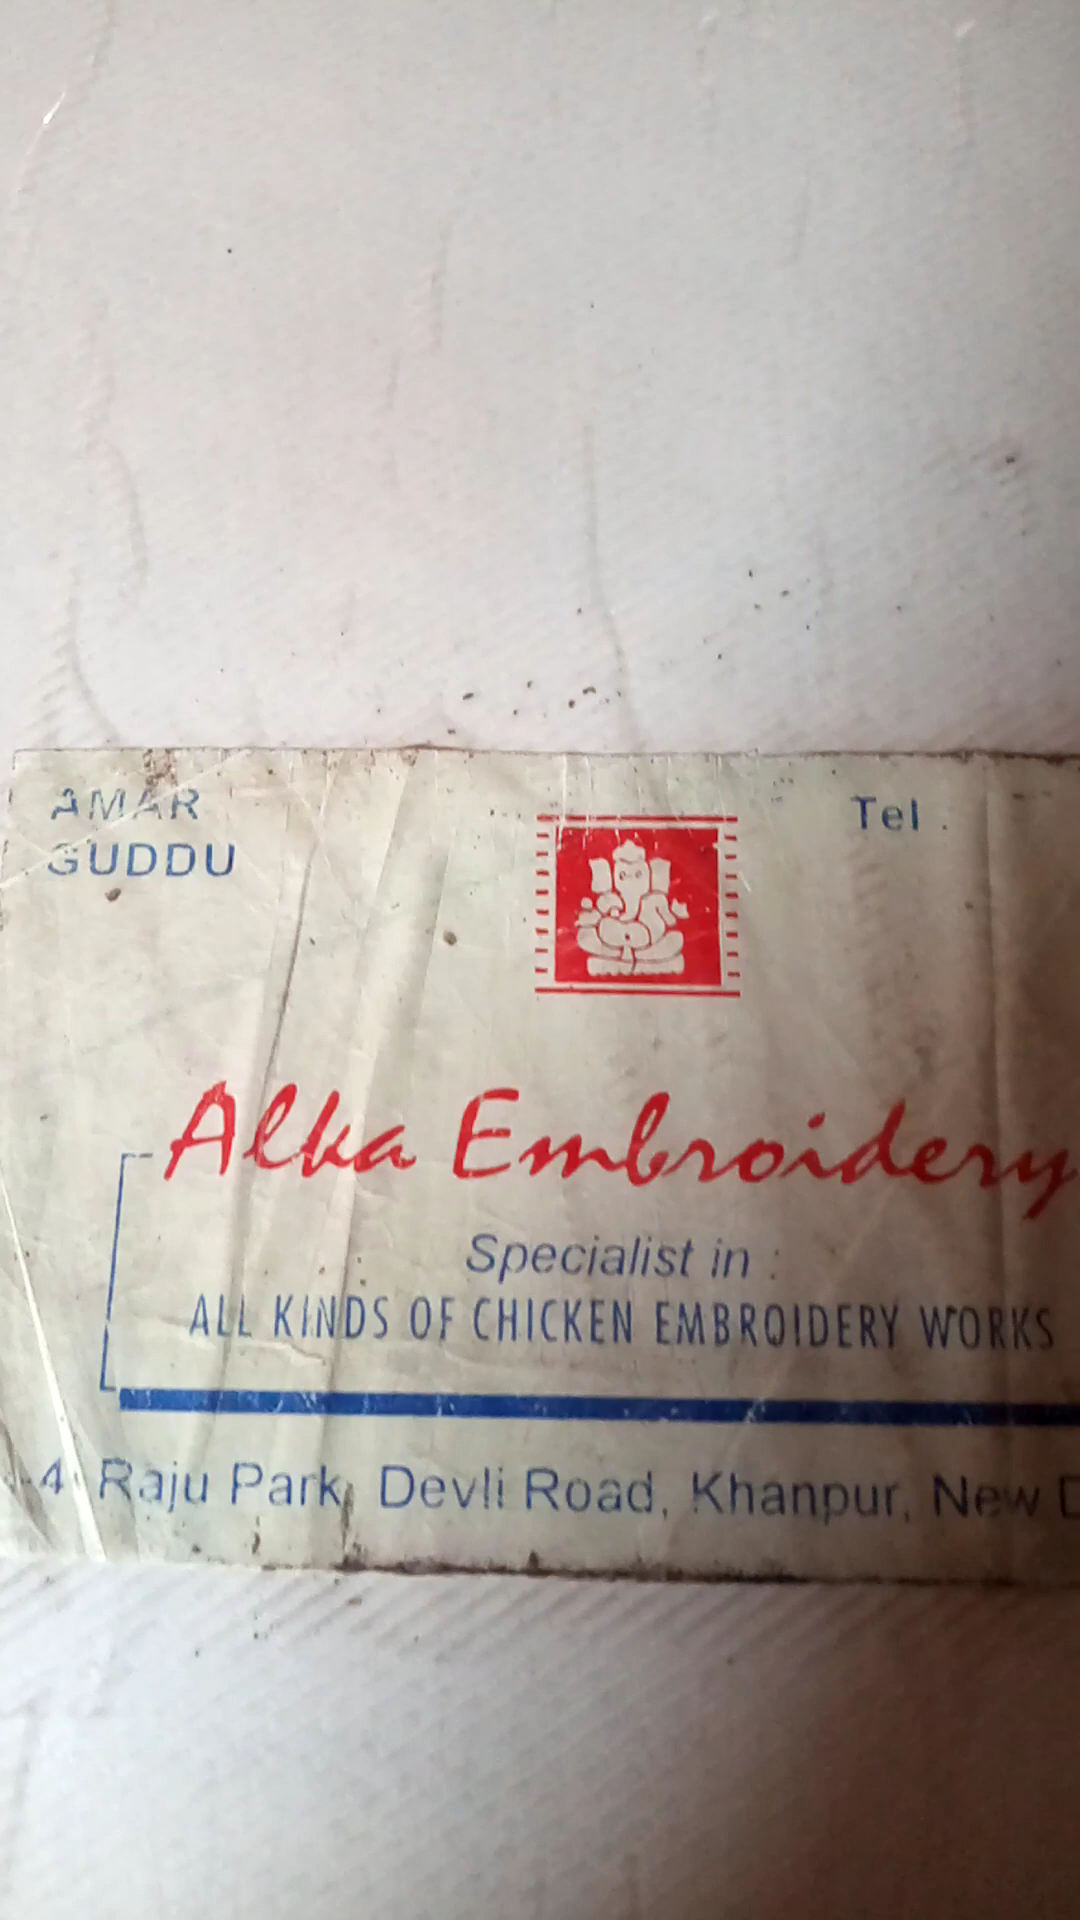 AMAR
GUDDU
Tel.
Alka Embroidery
Specialist in :
ALL KINDS OF CHICKEN EMBROIDERY WORKS
Raju Park, Devli Road, Khanpur, New